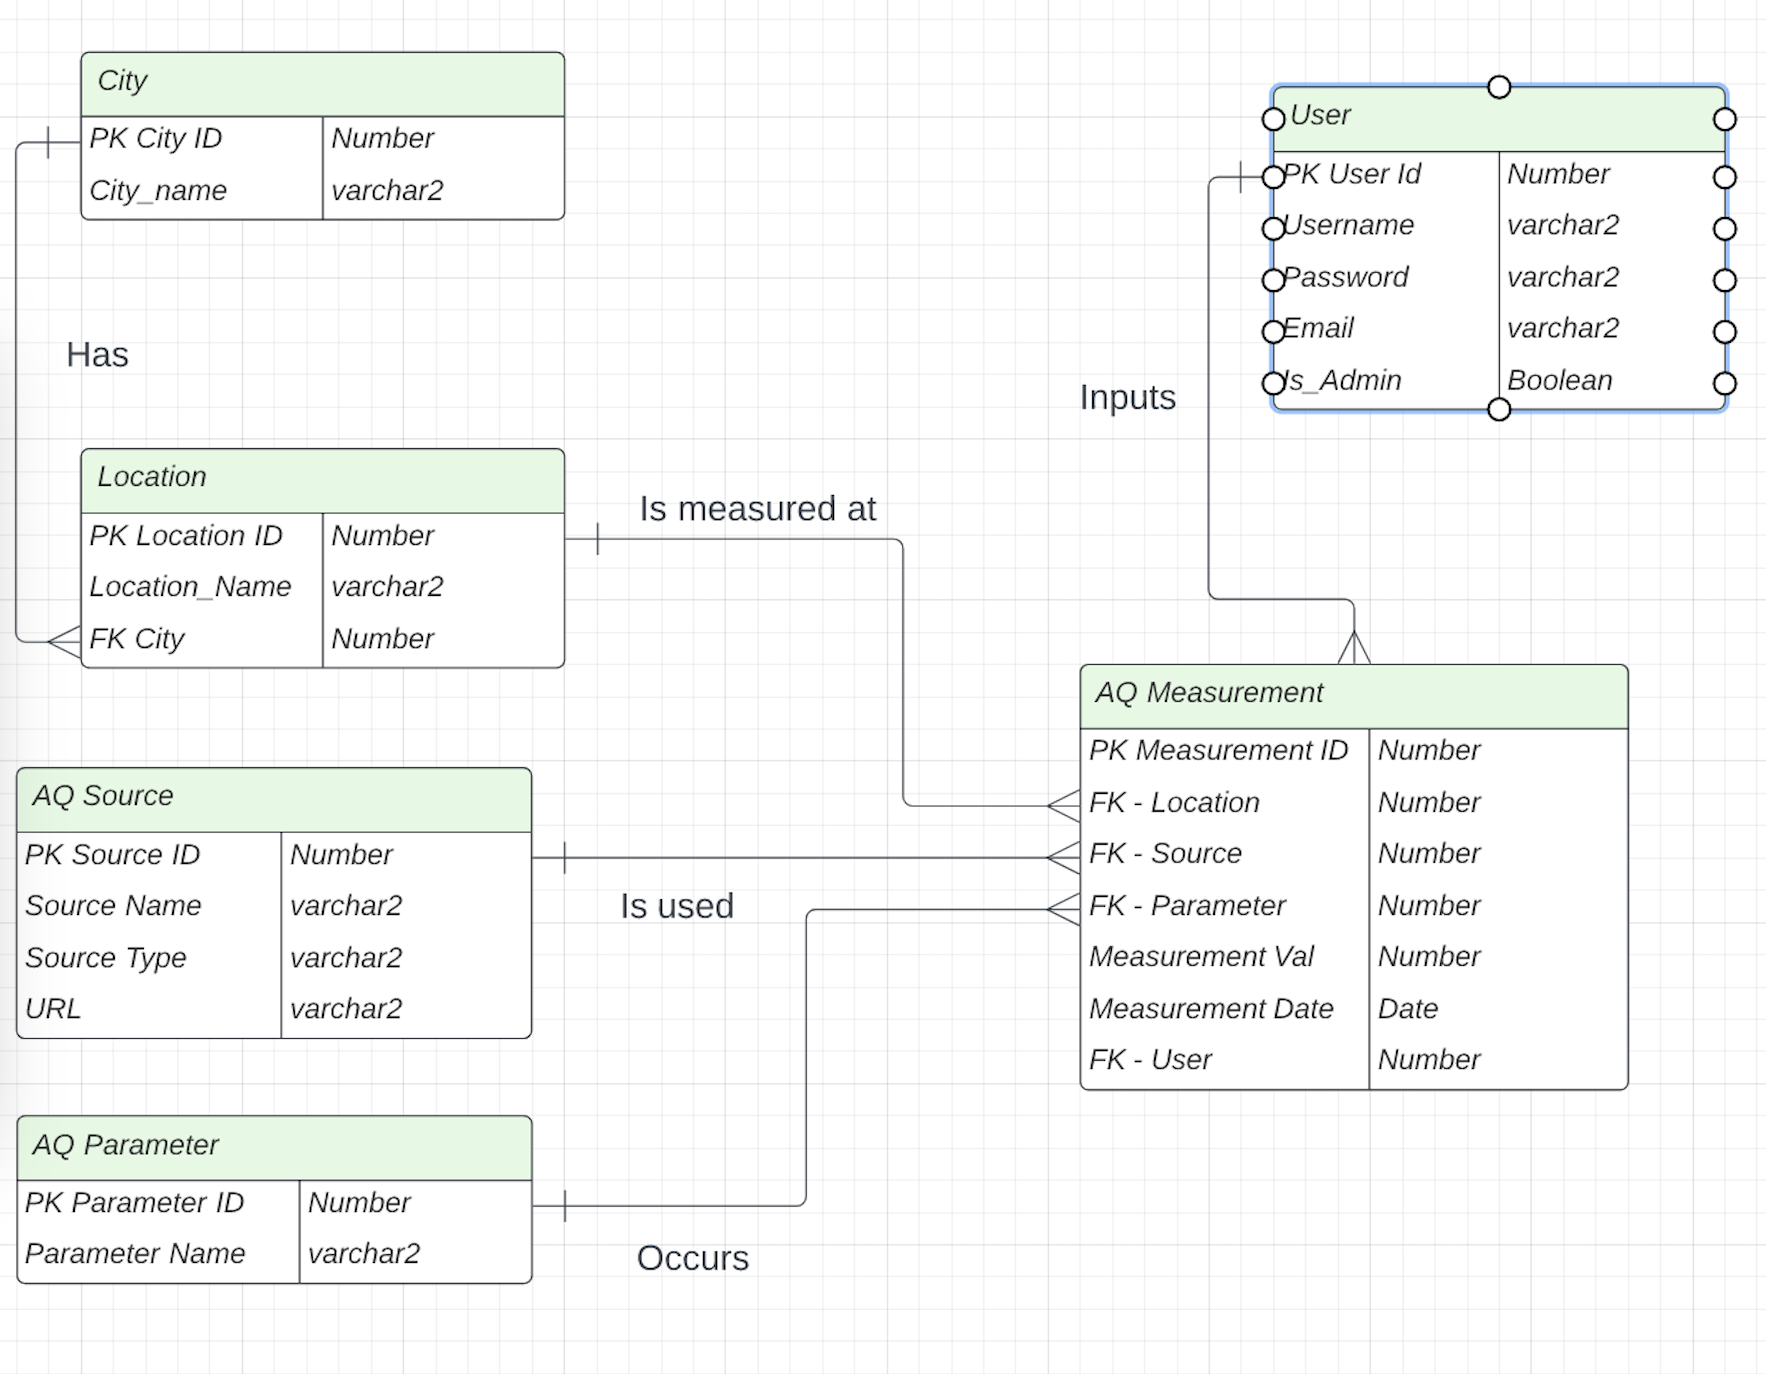 City
PK City ID Number
City_name varchar2
User
PK User Id Number
Username varchar2
Password varchar2
Email varchar2
Is_Admin Boolean
Has
Inputs
Location
PK Location ID Number
Location_Name varchar2
FK City Number
Is measured at
AQ Measurement
PK Measurement ID Number
FK - Location Number
FK - Source Number
FK - Parameter Number
Measurement Val Number
Measurement Date Date
FK - User Number
AQ Source
PK Source ID Number
Source Name varchar2
Source Type varchar2
URL varchar2
Is used
AQ Parameter
PK Parameter ID Number
Parameter Name varchar2
Occurs